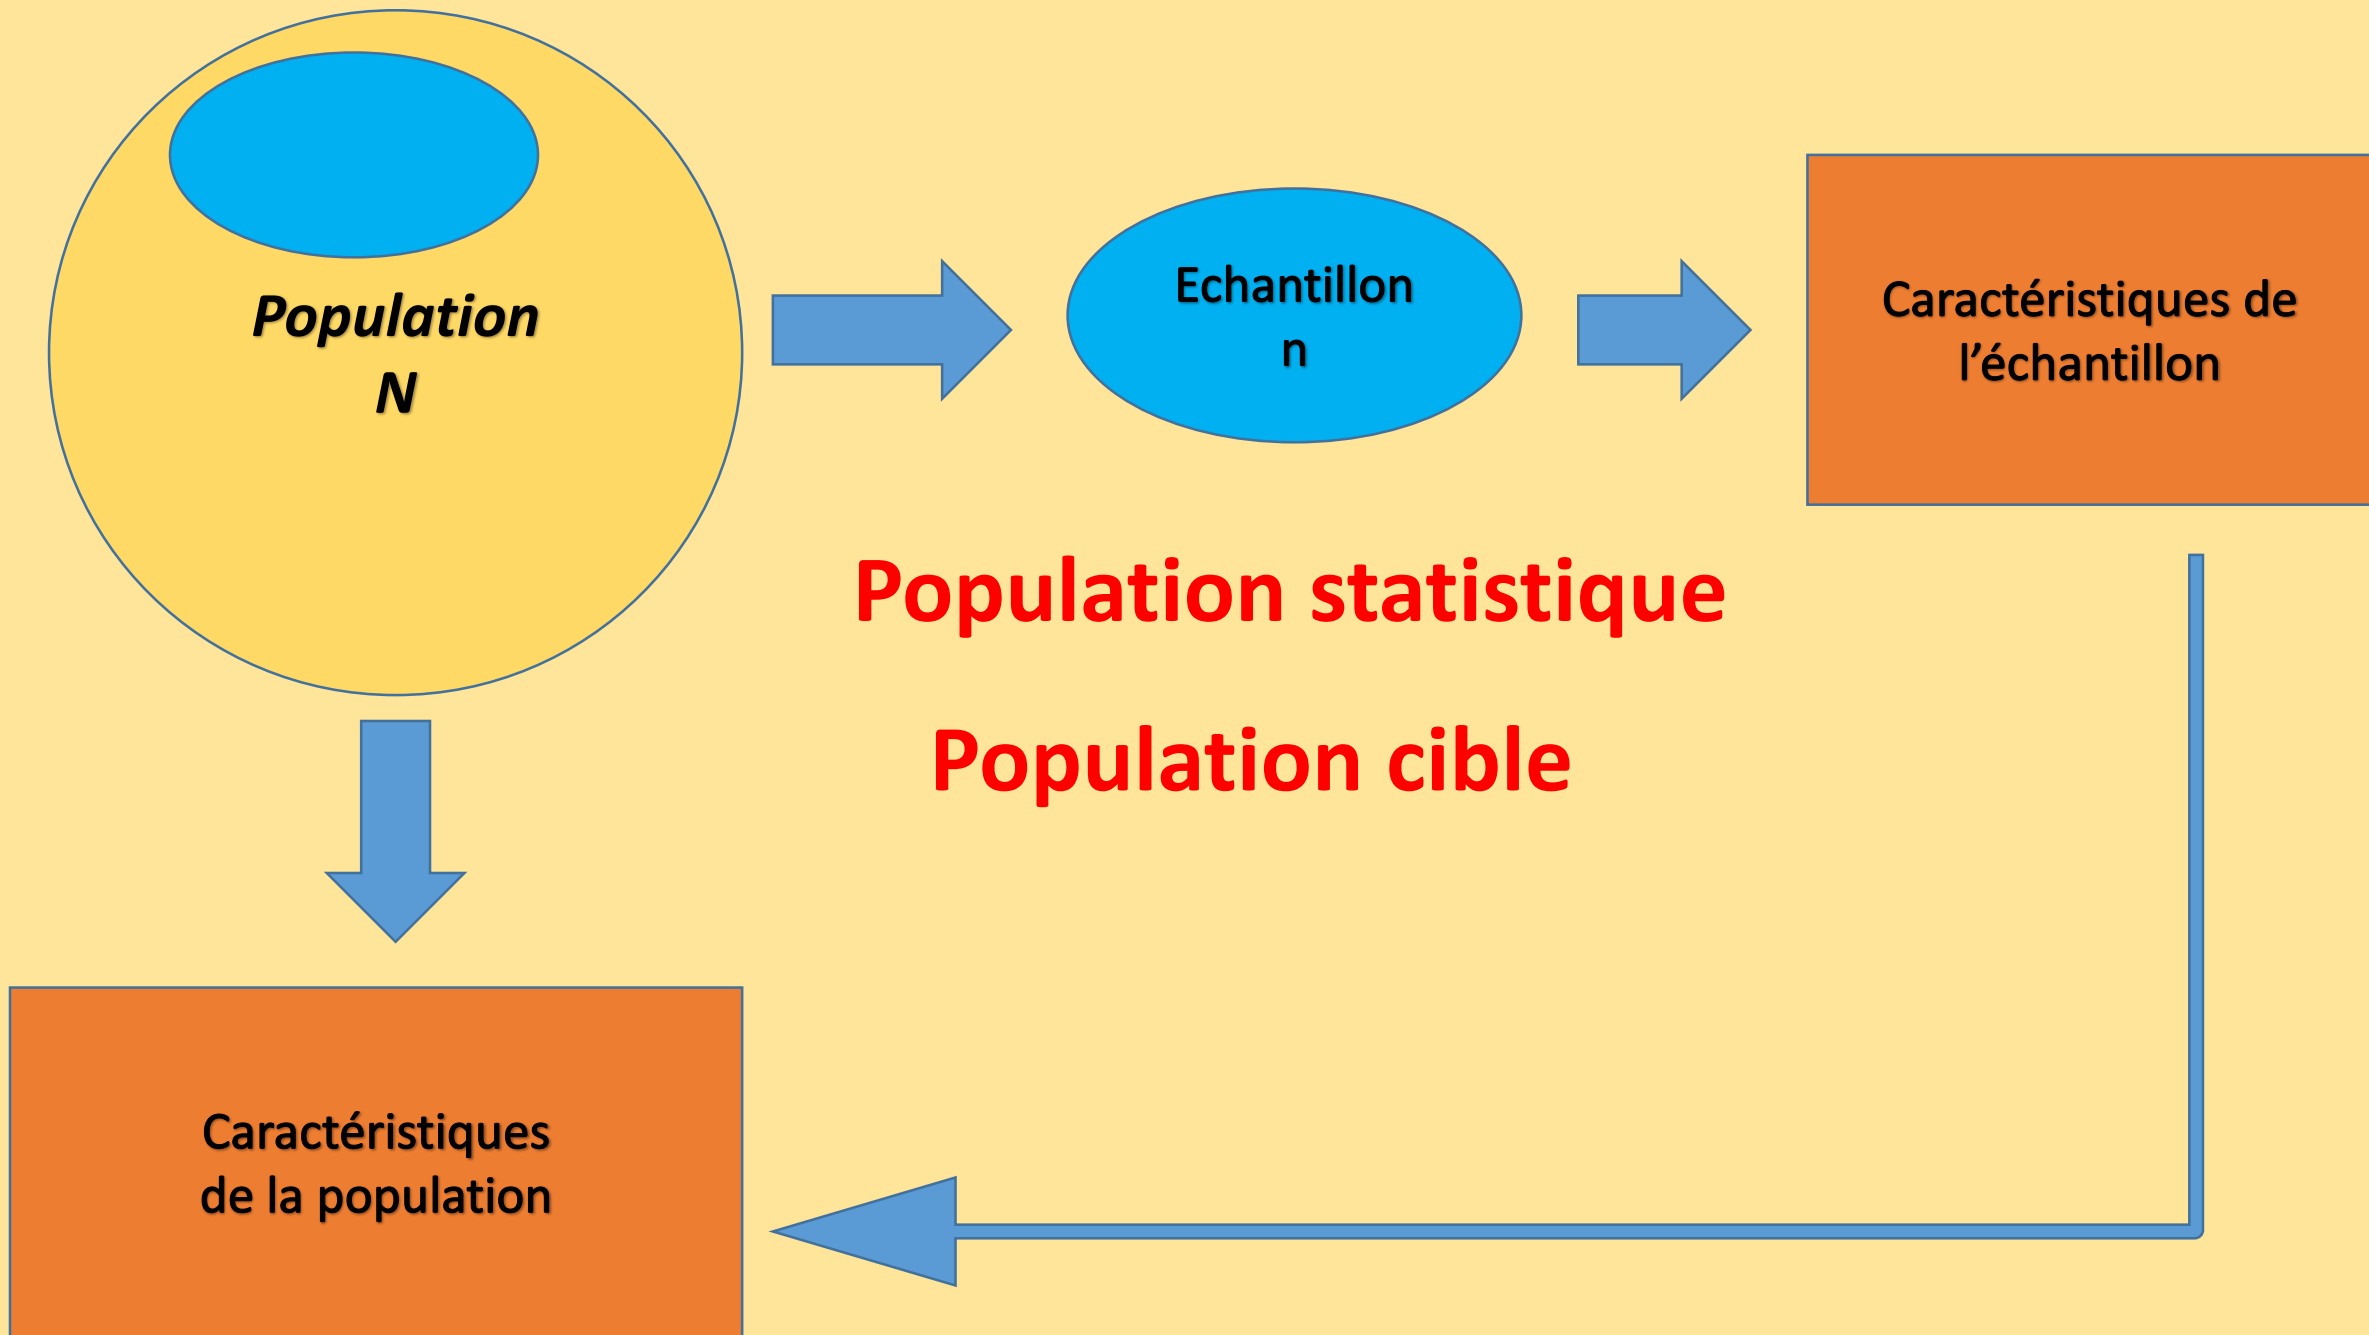 Population
N
Echantillon
n
Caractéristiques de
l’échantillon
Population statistique
Population cible
Caractéristiques
de la population